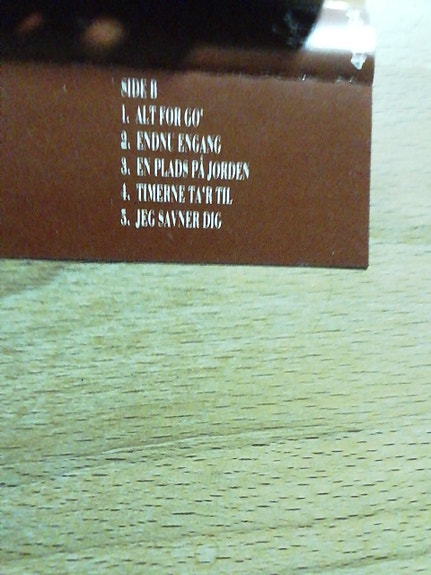 SIDE B
1. ALT FOR GO'
2. ENDNU ENGANG
3. EN PLADS PÅ JORDEN
4. TIMERNE TA'R TIL
5. JEG SAVNER DIG